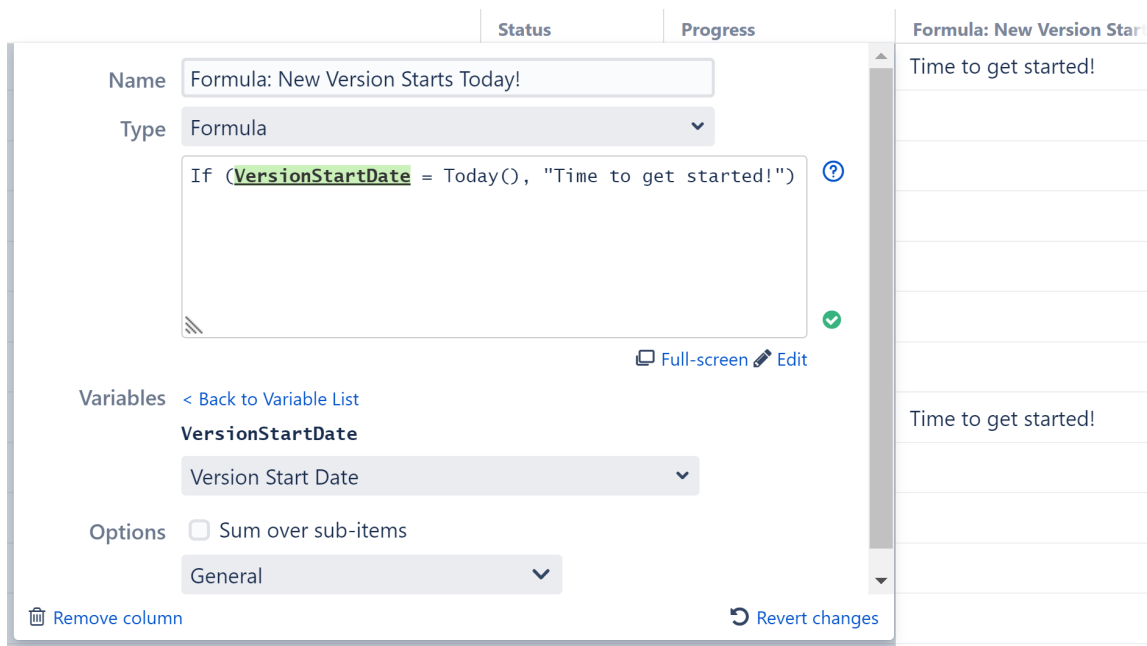 Status Progress Formula: New Version Star
Name Formula: New Version Starts Today!
Time to get started!
Type Formula
If (VersionStartDate = Today(), "Time to get started!")
Full-screen Edit
Variables < Back to Variable List
Time to get started!
VersionStartDate
Version Start Date
Options Sum over sub-items
General
Remove column Revert changes